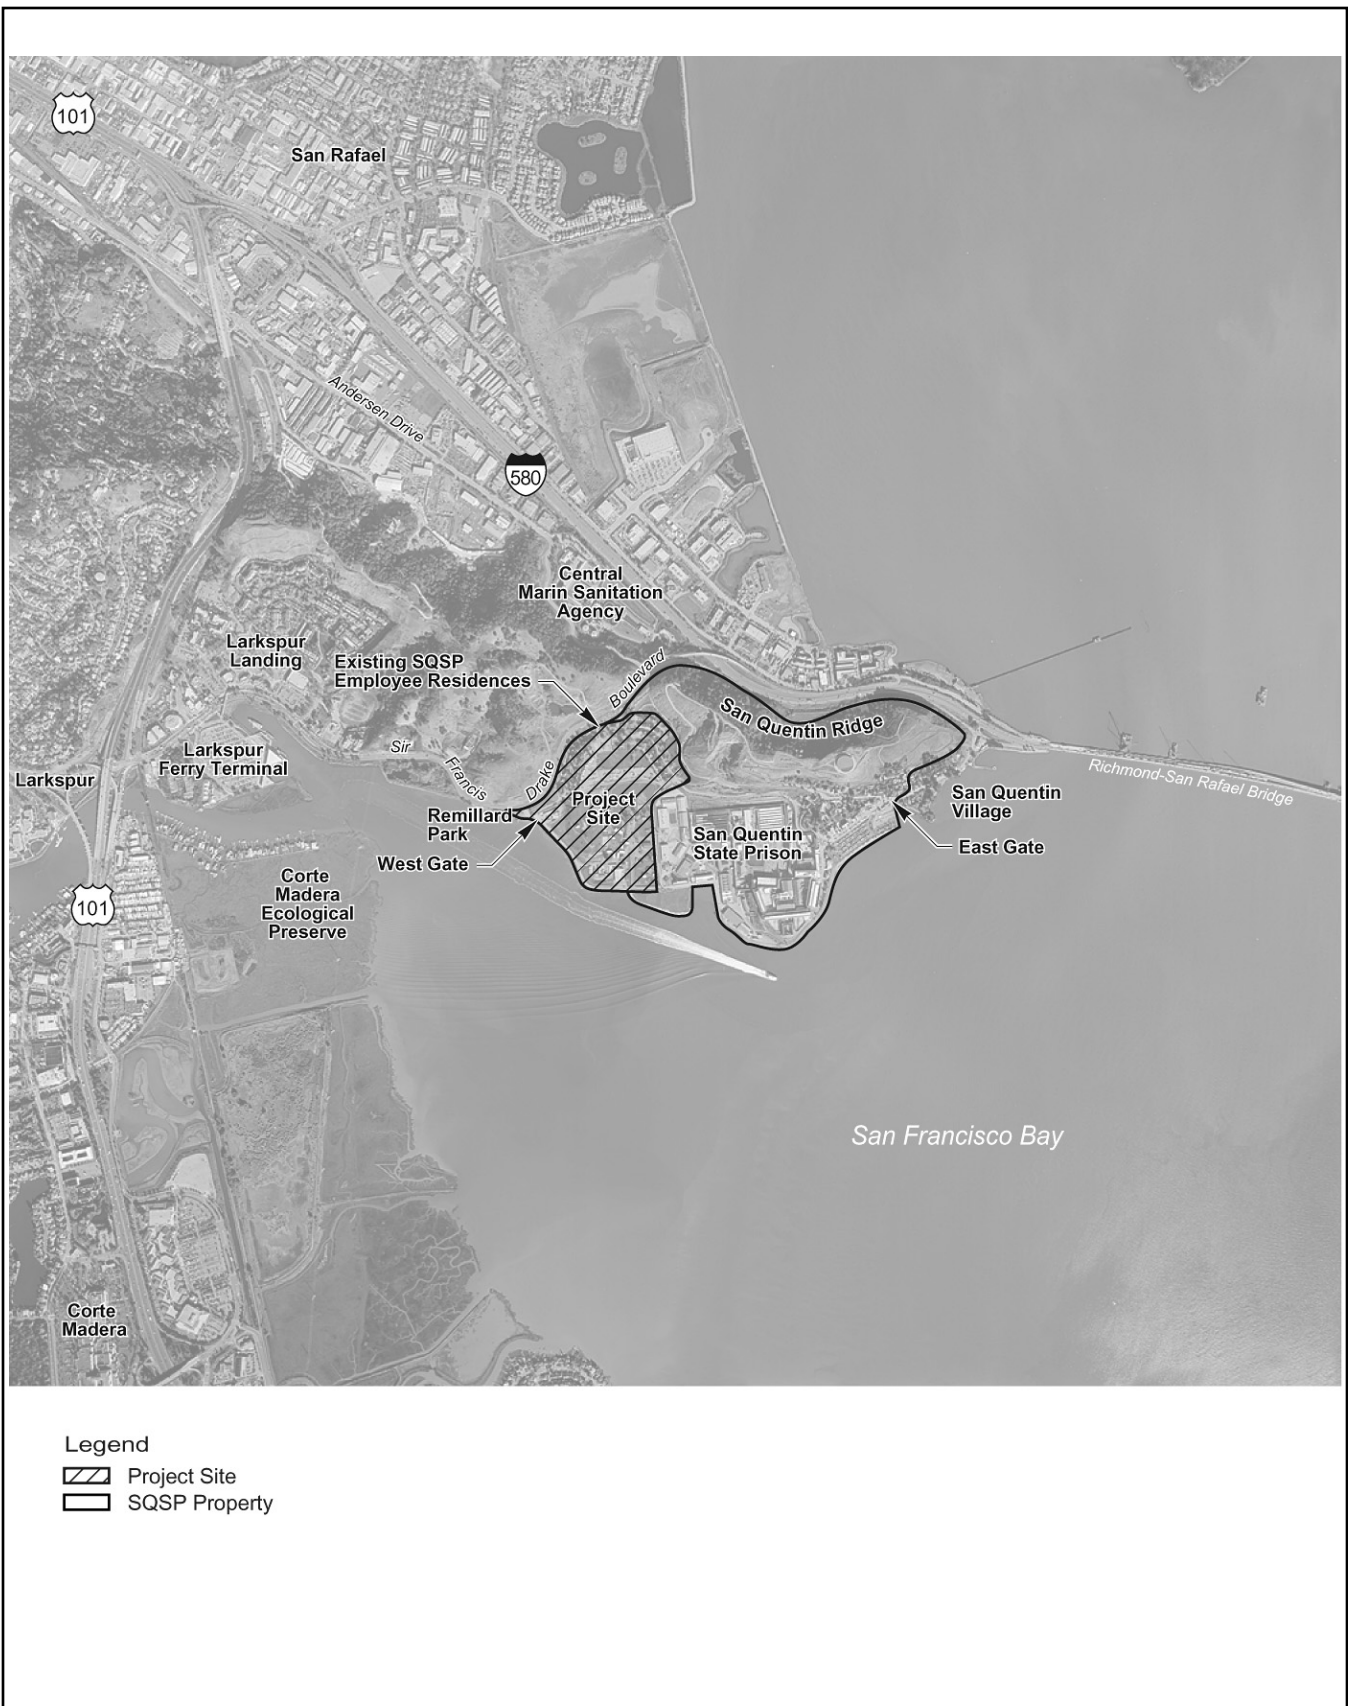 101
San Rafael
Andersen Drive
580
Central
Marin Sanitation
Agency
Larkspur
Landing
Existing SQSP
Employee Residences
Boulevard
San Quentin Ridge
Sir
Francis
Drake
Larkspur
Ferry Terminal
Larkspur
Richmond-San Rafael Bridge
San Quentin
Village
Project
Site
Remillard
Park
San Quentin
State Prison
East Gate
West Gate
Corte
Madera
Ecological
Preserve
101
San Francisco Bay
Corte
Madera
Legend
Project Site
SQSP Property